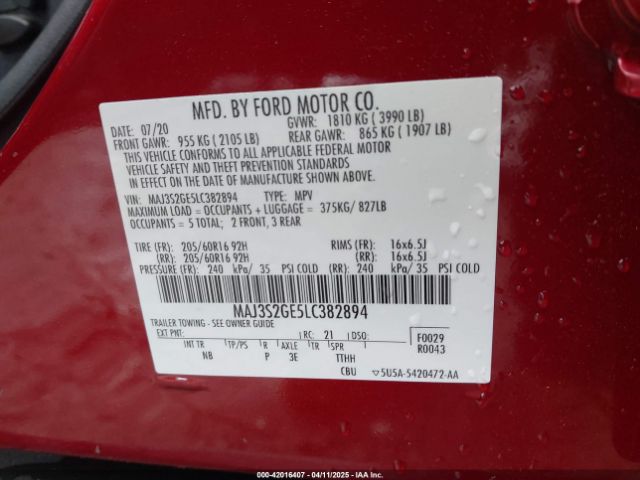 MFD. BY FORD MOTOR CO.
DATE: 07/20 GVWR: 1810 KG ( 3990 LB)
FRONT GAWR: 955 KG ( 2105 LB) REAR GAWR: 865 KG ( 1907 LB)
THIS VEHICLE CONFORMS TO ALL APPLICABLE FEDERAL MOTOR
VEHICLE SAFETY AND THEFT PREVENTION STANDARDS
IN EFFECT ON THE DATE OF MANUFACTURE SHOWN ABOVE.
VIN: MAJ3S2GE5LC382894 TYPE: MPV
MAXIMUM LOAD = OCCUPANTS + LUGGAGE = 375KG/ 827LB
OCCUPANTS = 5 TOTAL; 2 FRONT, 3 REAR
TIRE (FR): 205/60R16 92H RIMS (FR): 16x6.5J
(RR): 205/60R16 92H (RR): 16x6.5J
PRESSURE (FR): 240 kPa/ 35 PSI COLD (RR): 240 kPa/ 35 PSI COLD
MAJ3S2GE5LC382894
TRAILER TOWING - SEE OWNER GUIDE
EXT PNT: RC: 21 DSO: F0029
INT TR TP/PS R AXLE TR SPR R0043
NB P 3E TTHH
CBU ▽5U5A-5420472-AA
000-42016407 - 04/11/2025 - IAAI.com